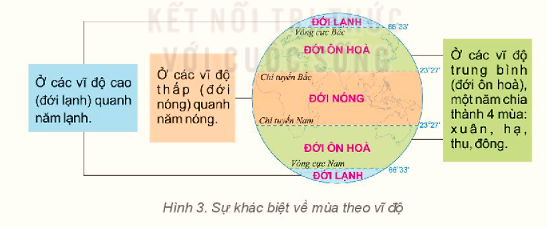 KẾT NỐI TRI THỨC
VỚI CUỘC SỐNG
ĐỚI LẠNH
66°33'
Vòng cực Bắc
ĐỚI ÔN HOÀ
23°27'
Chí tuyến Bắc
ĐỚI NÓNG
Chí tuyến Nam
23°27'
ĐỚI ÔN HOÀ
Vòng cực Nam
66°33'
ĐỚI LẠNH
Ở các vĩ độ cao
(đới lạnh) quanh
năm lạnh.
Ở các vĩ độ
thấp (đới
nóng) quanh
năm nóng.
Ở các vĩ độ
trung bình
(đới ôn hoà),
một năm chia
thành 4 mùa:
xuân, hạ,
thu, đông.
Hình 3. Sự khác biệt về mùa theo vĩ độ